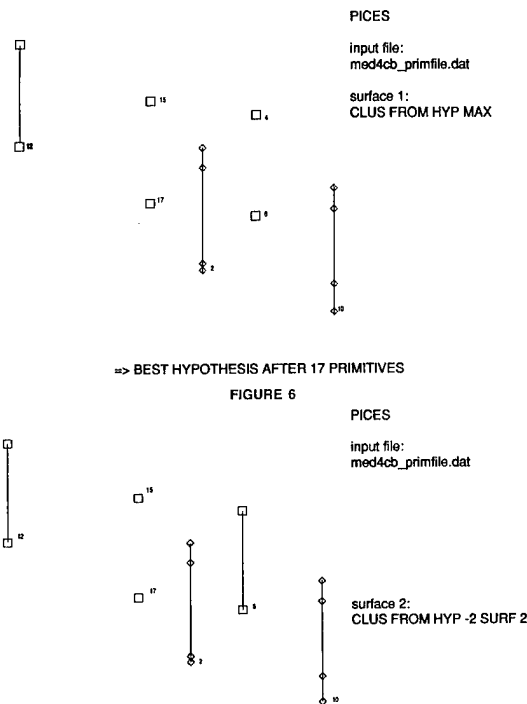 PICES
input file:
med4cb_primfile.dat
surface 1:
CLUS FROM HYP MAX
12
15
4
17
6
2
10
=> BEST HYPOTHESIS AFTER 17 PRIMITIVES
FIGURE 6
PICES
input file:
med4cb_primfile.dat
surface 2:
CLUS FROM HYP -2 SURF 2
12
15
17
5
2
10